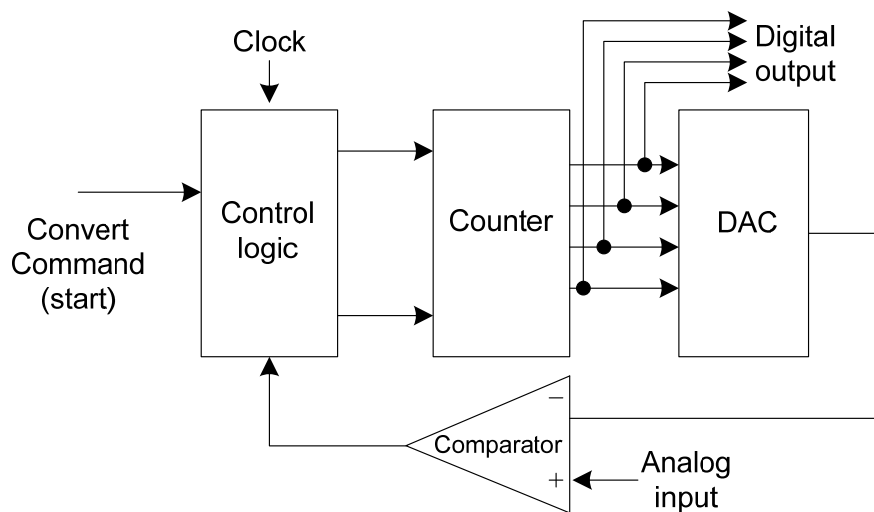 Clock
Digital
output
Control
logic
Counter
DAC
Convert
Command
(start)
−
Comparator
+
Analog
input